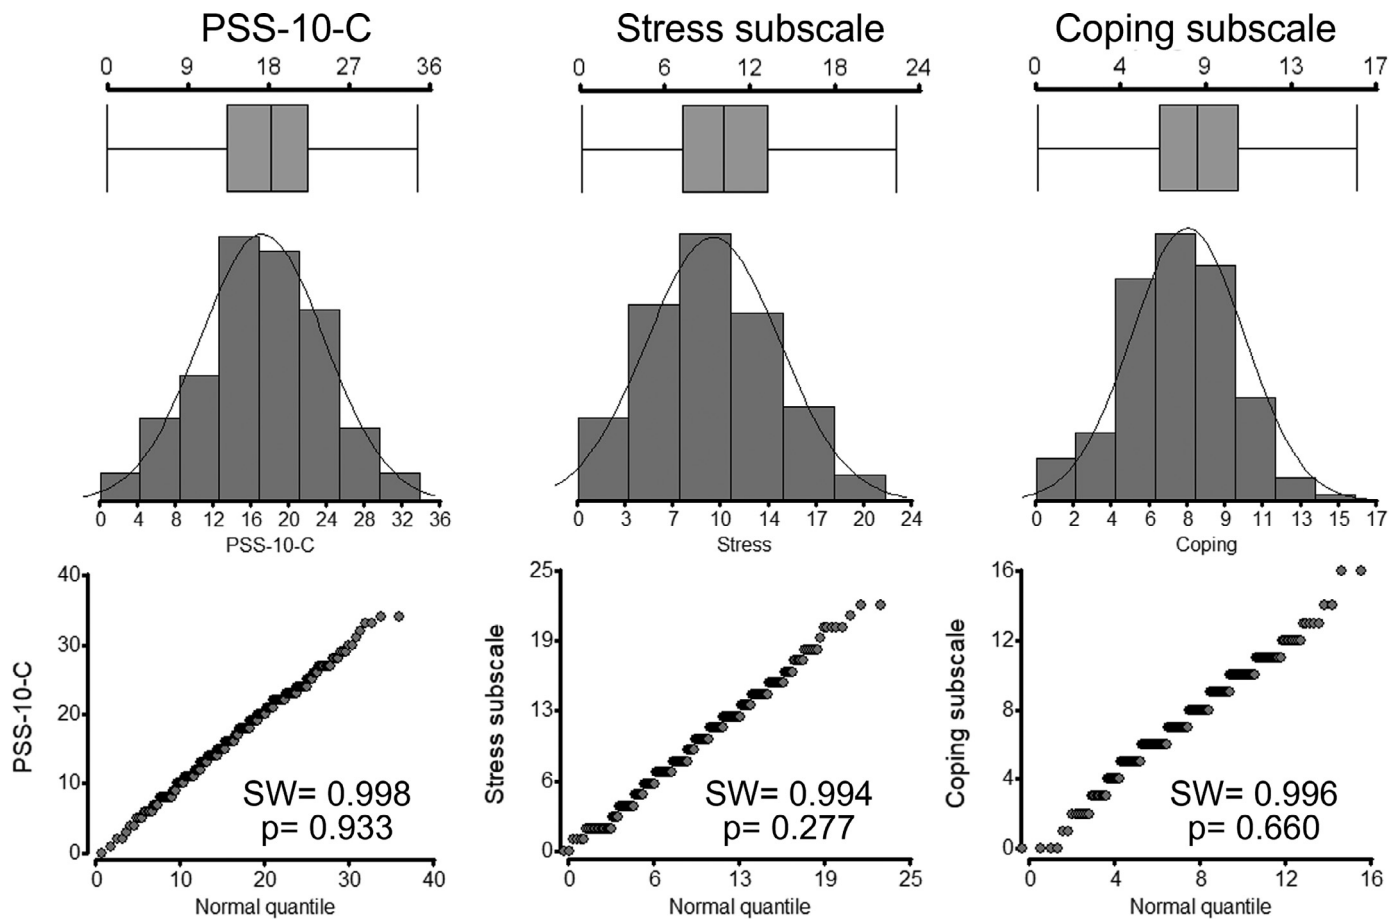 PSS-10-C
Stress subscale
Coping subscale
0 9 18 27 36
0 6 12 18 24
0 4 9 13 17
0 4 8 12 16 20 24 28 32 36
PSS-10-C
0 3 7 10 14 17 20 24
Stress
0 2 4 6 8 9 11 13 15 17
Coping
PSS-10-C
40
30
20
10
0
SW= 0.998
p= 0.933
0 10 20 30 40
Normal quantile
Stress subscale
25
19
13
6
0
SW= 0.994
p= 0.277
0 6 13 19 25
Normal quantile
Coping subscale
16
12
8
4
0
SW= 0.996
p= 0.660
0 4 8 12 16
Normal quantile